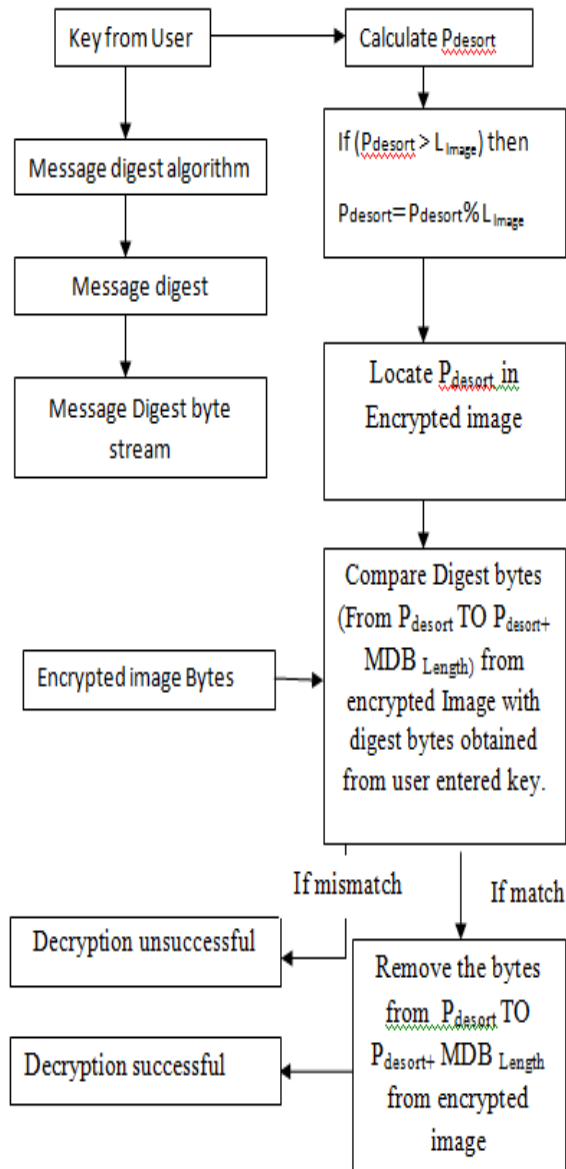 Key from User
Calculate Pdesort
If (Pdesort > LImage) then
Pdesort=Pdesort% LImage
Message digest algorithm
Message digest
Message Digest byte
stream
Locate Pdesort in
Encrypted image
Compare Digest bytes
(From Pdesort TO Pdesort+
MDB Length) from
encrypted Image with
digest bytes obtained
from user entered key.
Encrypted image Bytes
If mismatch
If match
Decryption unsuccessful
Remove the bytes
from Pdesort TO
Pdesort+ MDB Length
from encrypted
image
Decryption successful